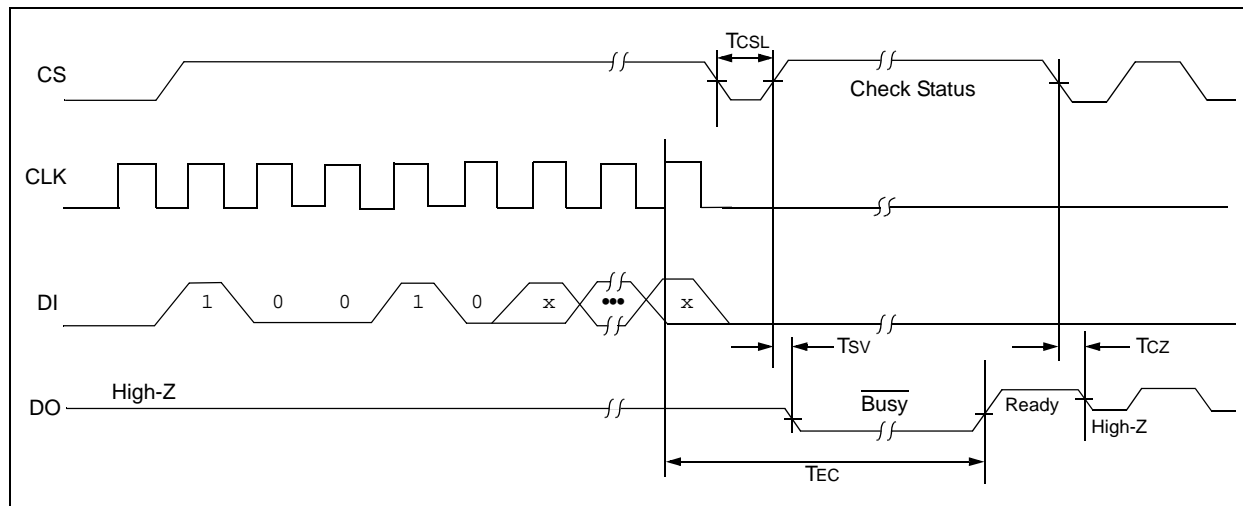 TCSL
CS
Check Status
CLK
DI
1 0 0 1 0 x ••• x
TSV
TCZ
High-Z
DO
Busy
Ready
High-Z
TEC